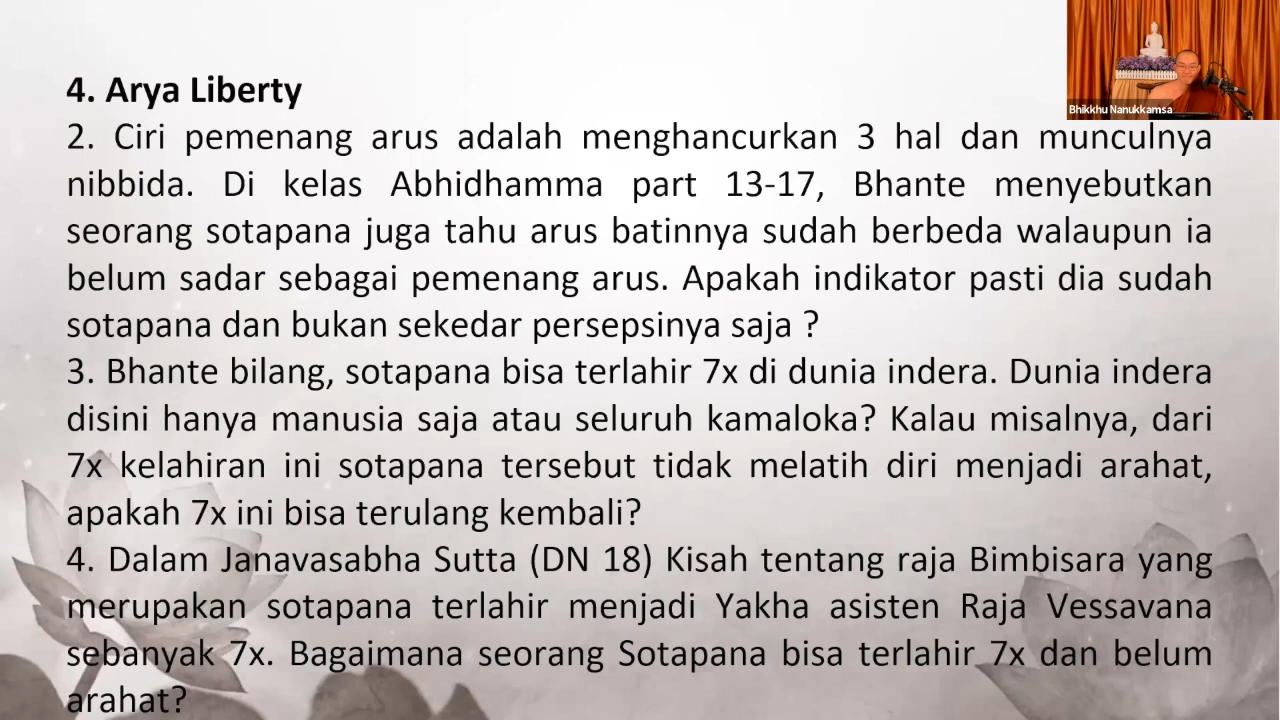 4. Arya Liberty
2. Ciri pemenang arus adalah menghancurkan 3 hal dan munculnya
nibbida. Di kelas Abhidhamma part 13-17, Bhante menyebutkan
seorang sotapana juga tahu arus batinnya sudah berbeda walaupun ia
belum sadar sebagai pemenang arus. Apakah indikator pasti dia sudah
sotapana dan bukan sekedar persepsinya saja ?
3. Bhante bilang, sotapana bisa terlahir 7x di dunia indera. Dunia indera
disini hanya manusia saja atau seluruh kamaloka? Kalau misalnya, dari
7x kelahiran ini sotapana tersebut tidak melatih diri menjadi arahat,
apakah 7x ini bisa terulang kembali?
4. Dalam Janavasabha Sutta (DN 18) Kisah tentang raja Bimbisara yang
merupakan sotapana terlahir menjadi Yakha asisten Raja Vessavana
sebanyak 7x. Bagaimana seorang Sotapana bisa terlahir 7x dan belum
arahat?
Bhikkhu Nanukkamsa